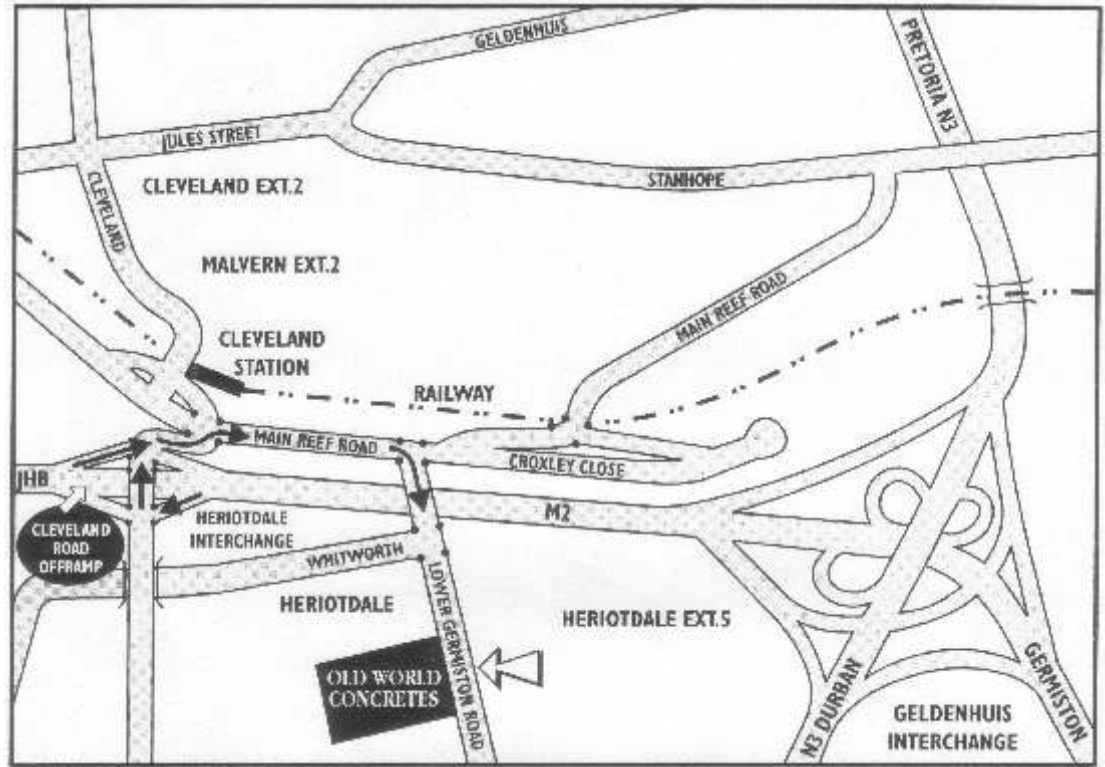 GELDENHUIS
PRETORIA N3
JULES STREET
CLEVELAND EXT.2
STANHOPE
CLEVELAND
MALVERN EXT.2
MAIN REEF ROAD
CLEVELAND
STATION
RAILWAY
MAIN REEF ROAD
CROXLEY CLOSE
JHB
M2
CLEVELAND
ROAD
OFFRAMP
HERIOTDALE
INTERCHANGE
WHITWORTH
HERIOTDALE
LOWER GERMISTON ROAD
HERIOTDALE EXT.5
OLD WORLD
CONCRETES
N3 DURBAN
GERMISTON
GELDENHUIS
INTERCHANGE